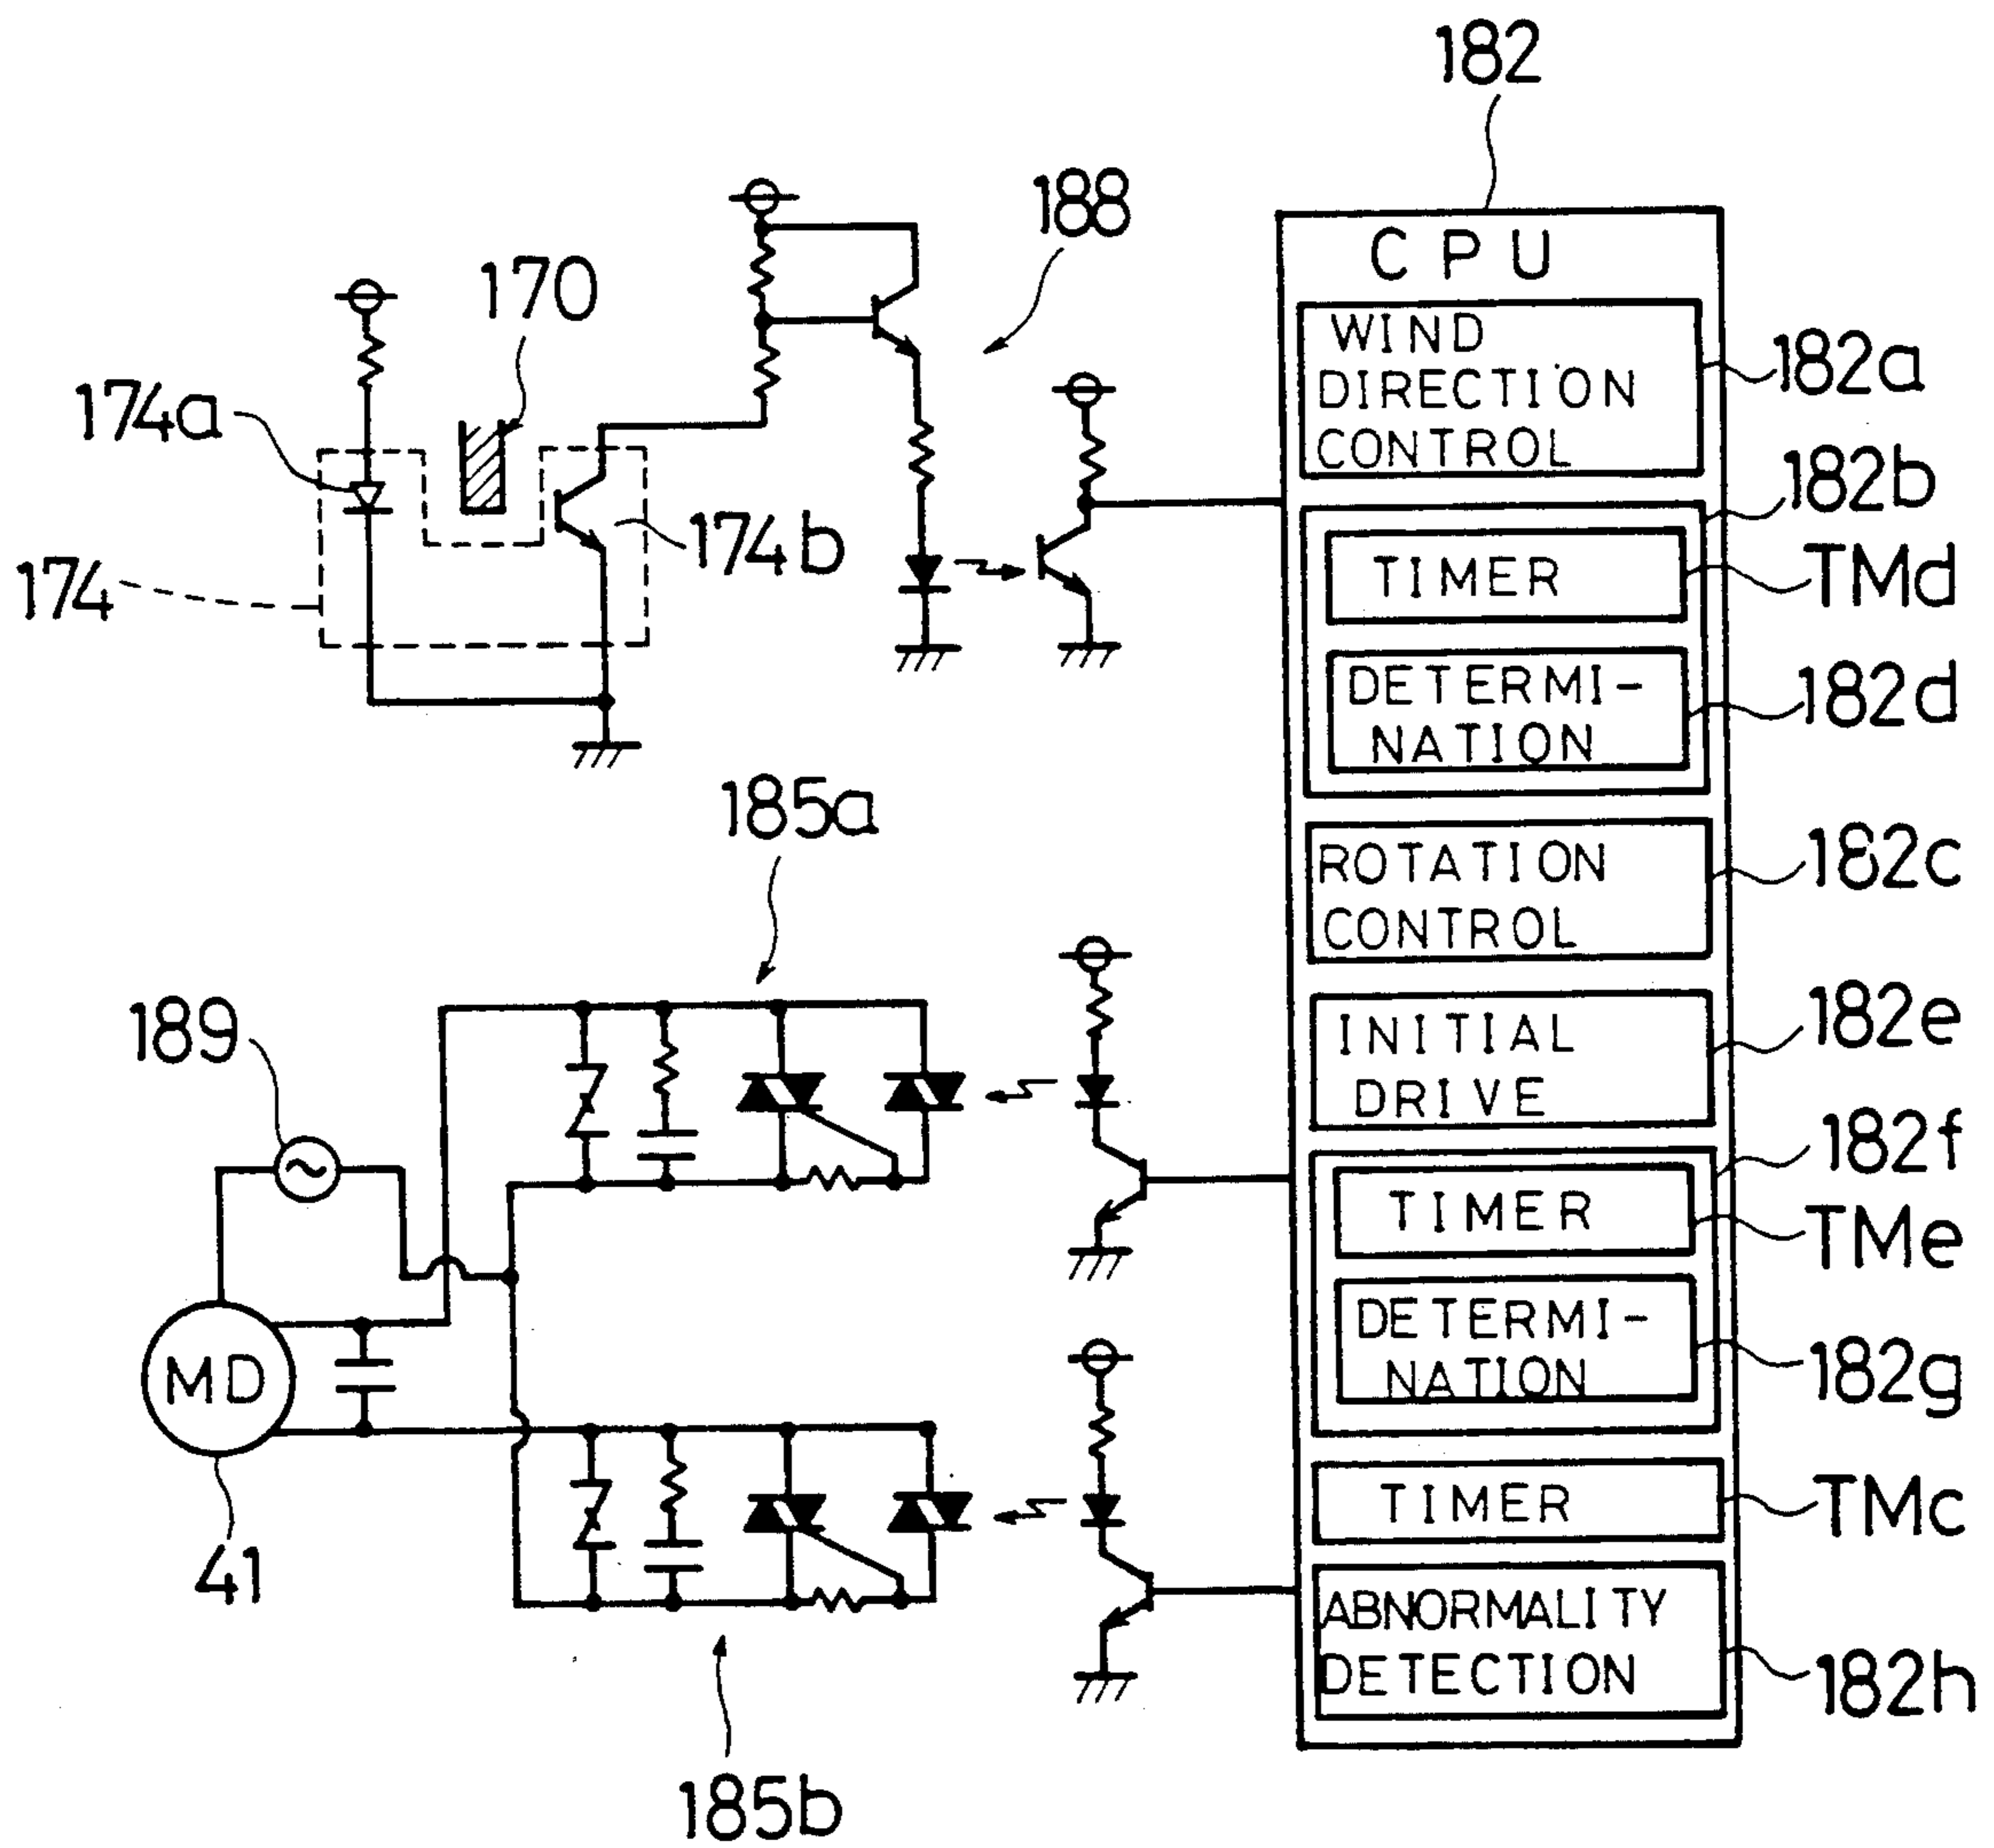 182
188
170
CPU
WIND
DIRECTION
CONTROL
182a
174a
182b
TIMER
TMd
174b
174
DETERMI-
NATION
182d
185a
ROTATION
CONTROL
182c
189
INITIAL
DRIVE
182e
182f
TIMER
TMe
DETERMI-
NATION
182g
MD
TIMER
TMc
41
ABNORMALITY
DETECTION
182h
185b